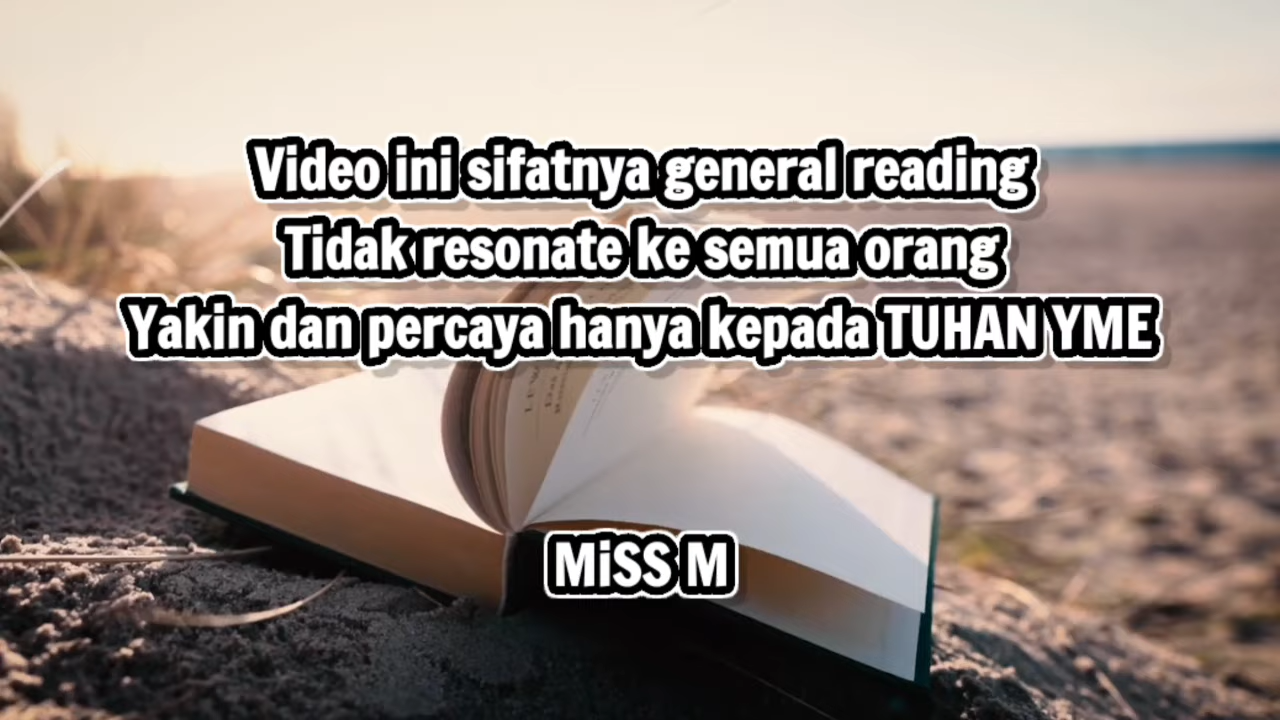 Video ini sifatnya general reading
Tidak resonate ke semua orang
Yakin dan percaya hanya kepada TUHAN YME
MiSS M